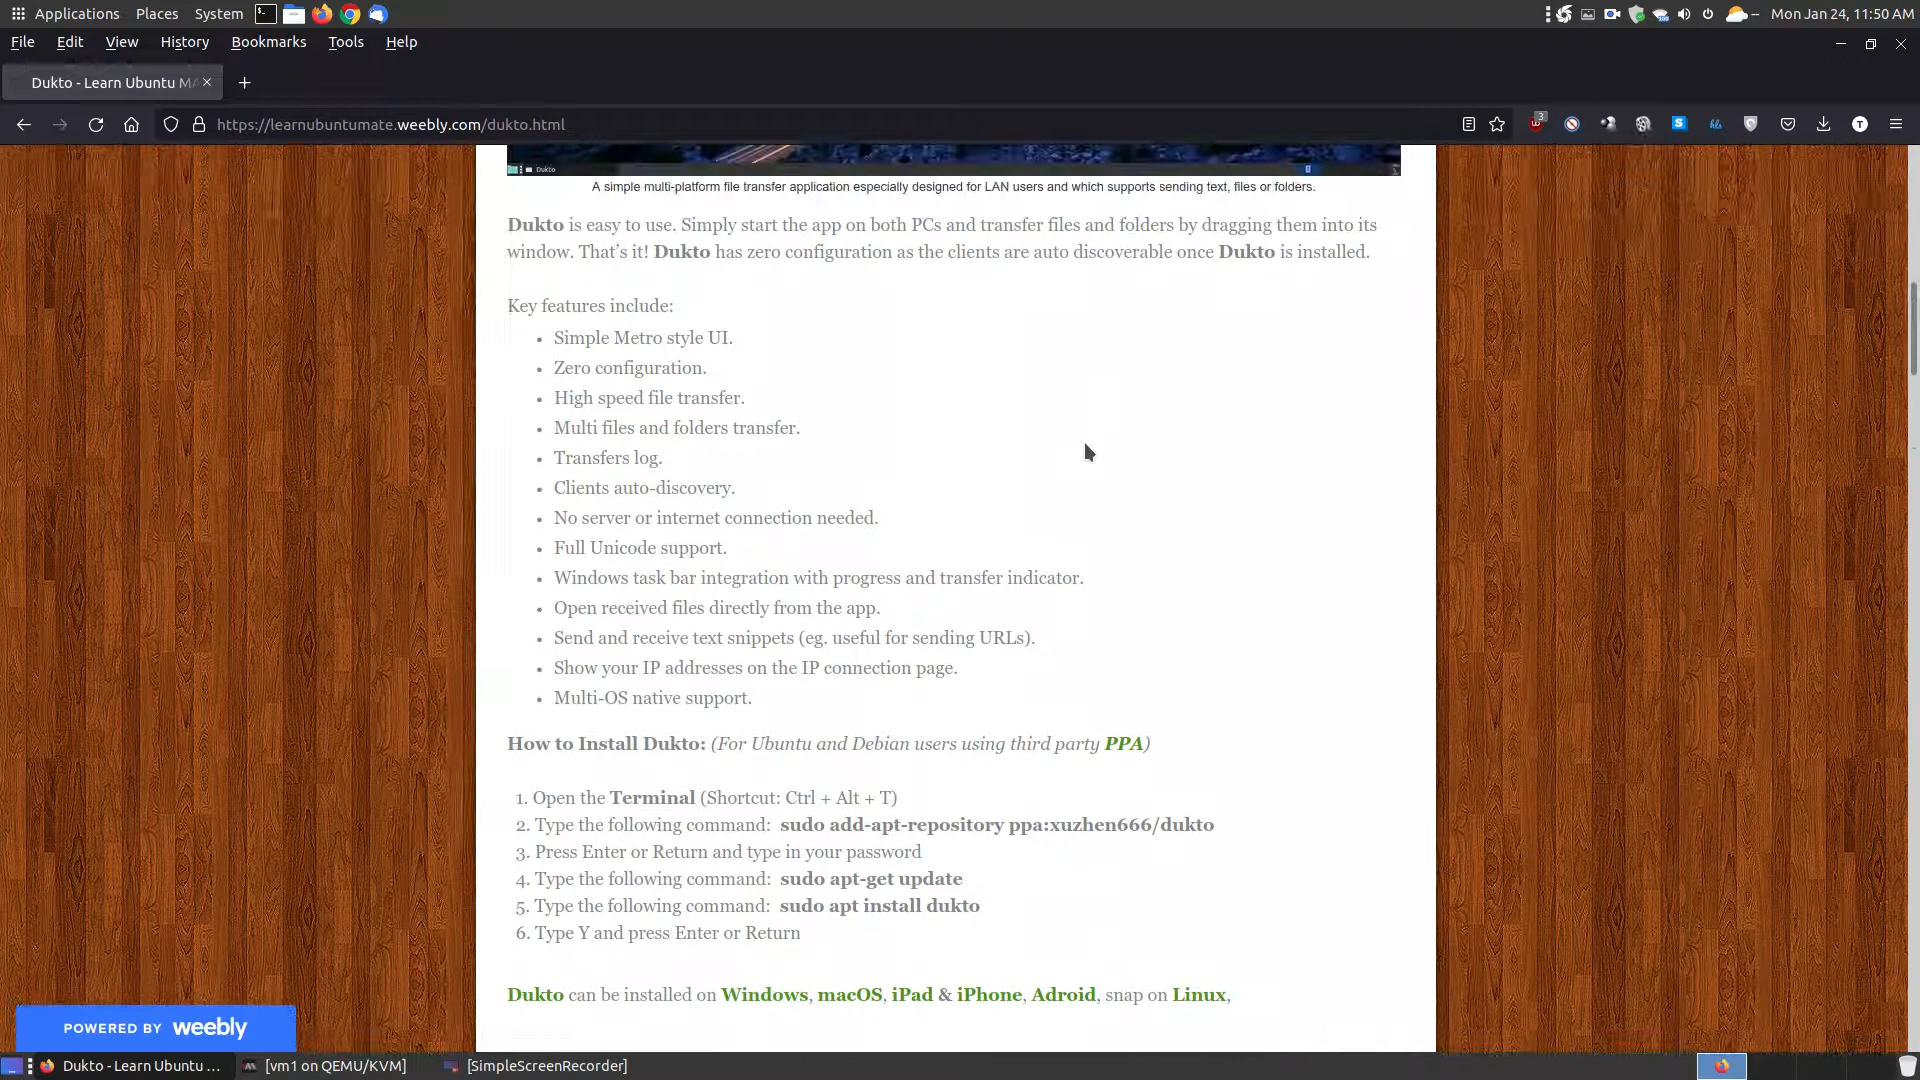 Applications Places System
Mon Jan 24, 11:50 AM
File Edit View History Bookmarks Tools Help
Dukto - Learn Ubuntu MA
https://learnubuntumate.weebly.com/dukto.html
3
Dukto
A simple multi-platform file transfer application especially designed for LAN users and which supports sending text, files or folders.
Dukto is easy to use. Simply start the app on both PCs and transfer files and folders by dragging them into its
window. That's it! Dukto has zero configuration as the clients are auto discoverable once Dukto is installed.
Key features include:
• Simple Metro style UI.
• Zero configuration.
• High speed file transfer.
• Multi files and folders transfer.
• Transfers log.
• Clients auto-discovery.
• No server or internet connection needed.
• Full Unicode support.
• Windows task bar integration with progress and transfer indicator.
• Open received files directly from the app.
• Send and receive text snippets (eg. useful for sending URLs).
• Show your IP addresses on the IP connection page.
• Multi-OS native support.
How to Install Dukto: (For Ubuntu and Debian users using third party PPA)
1. Open the Terminal (Shortcut: Ctrl + Alt + T)
2. Type the following command: sudo add-apt-repository ppa:xuzhen666/dukto
3. Press Enter or Return and type in your password
4. Type the following command: sudo apt-get update
5. Type the following command: sudo apt install dukto
6. Type Y and press Enter or Return
Dukto can be installed on Windows, macOS, iPad & iPhone, Adroid, snap on Linux,
POWERED BY weebly
Dukto - Learn Ubuntu ... [vm1 on QEMU/KVM] [SimpleScreenRecorder]